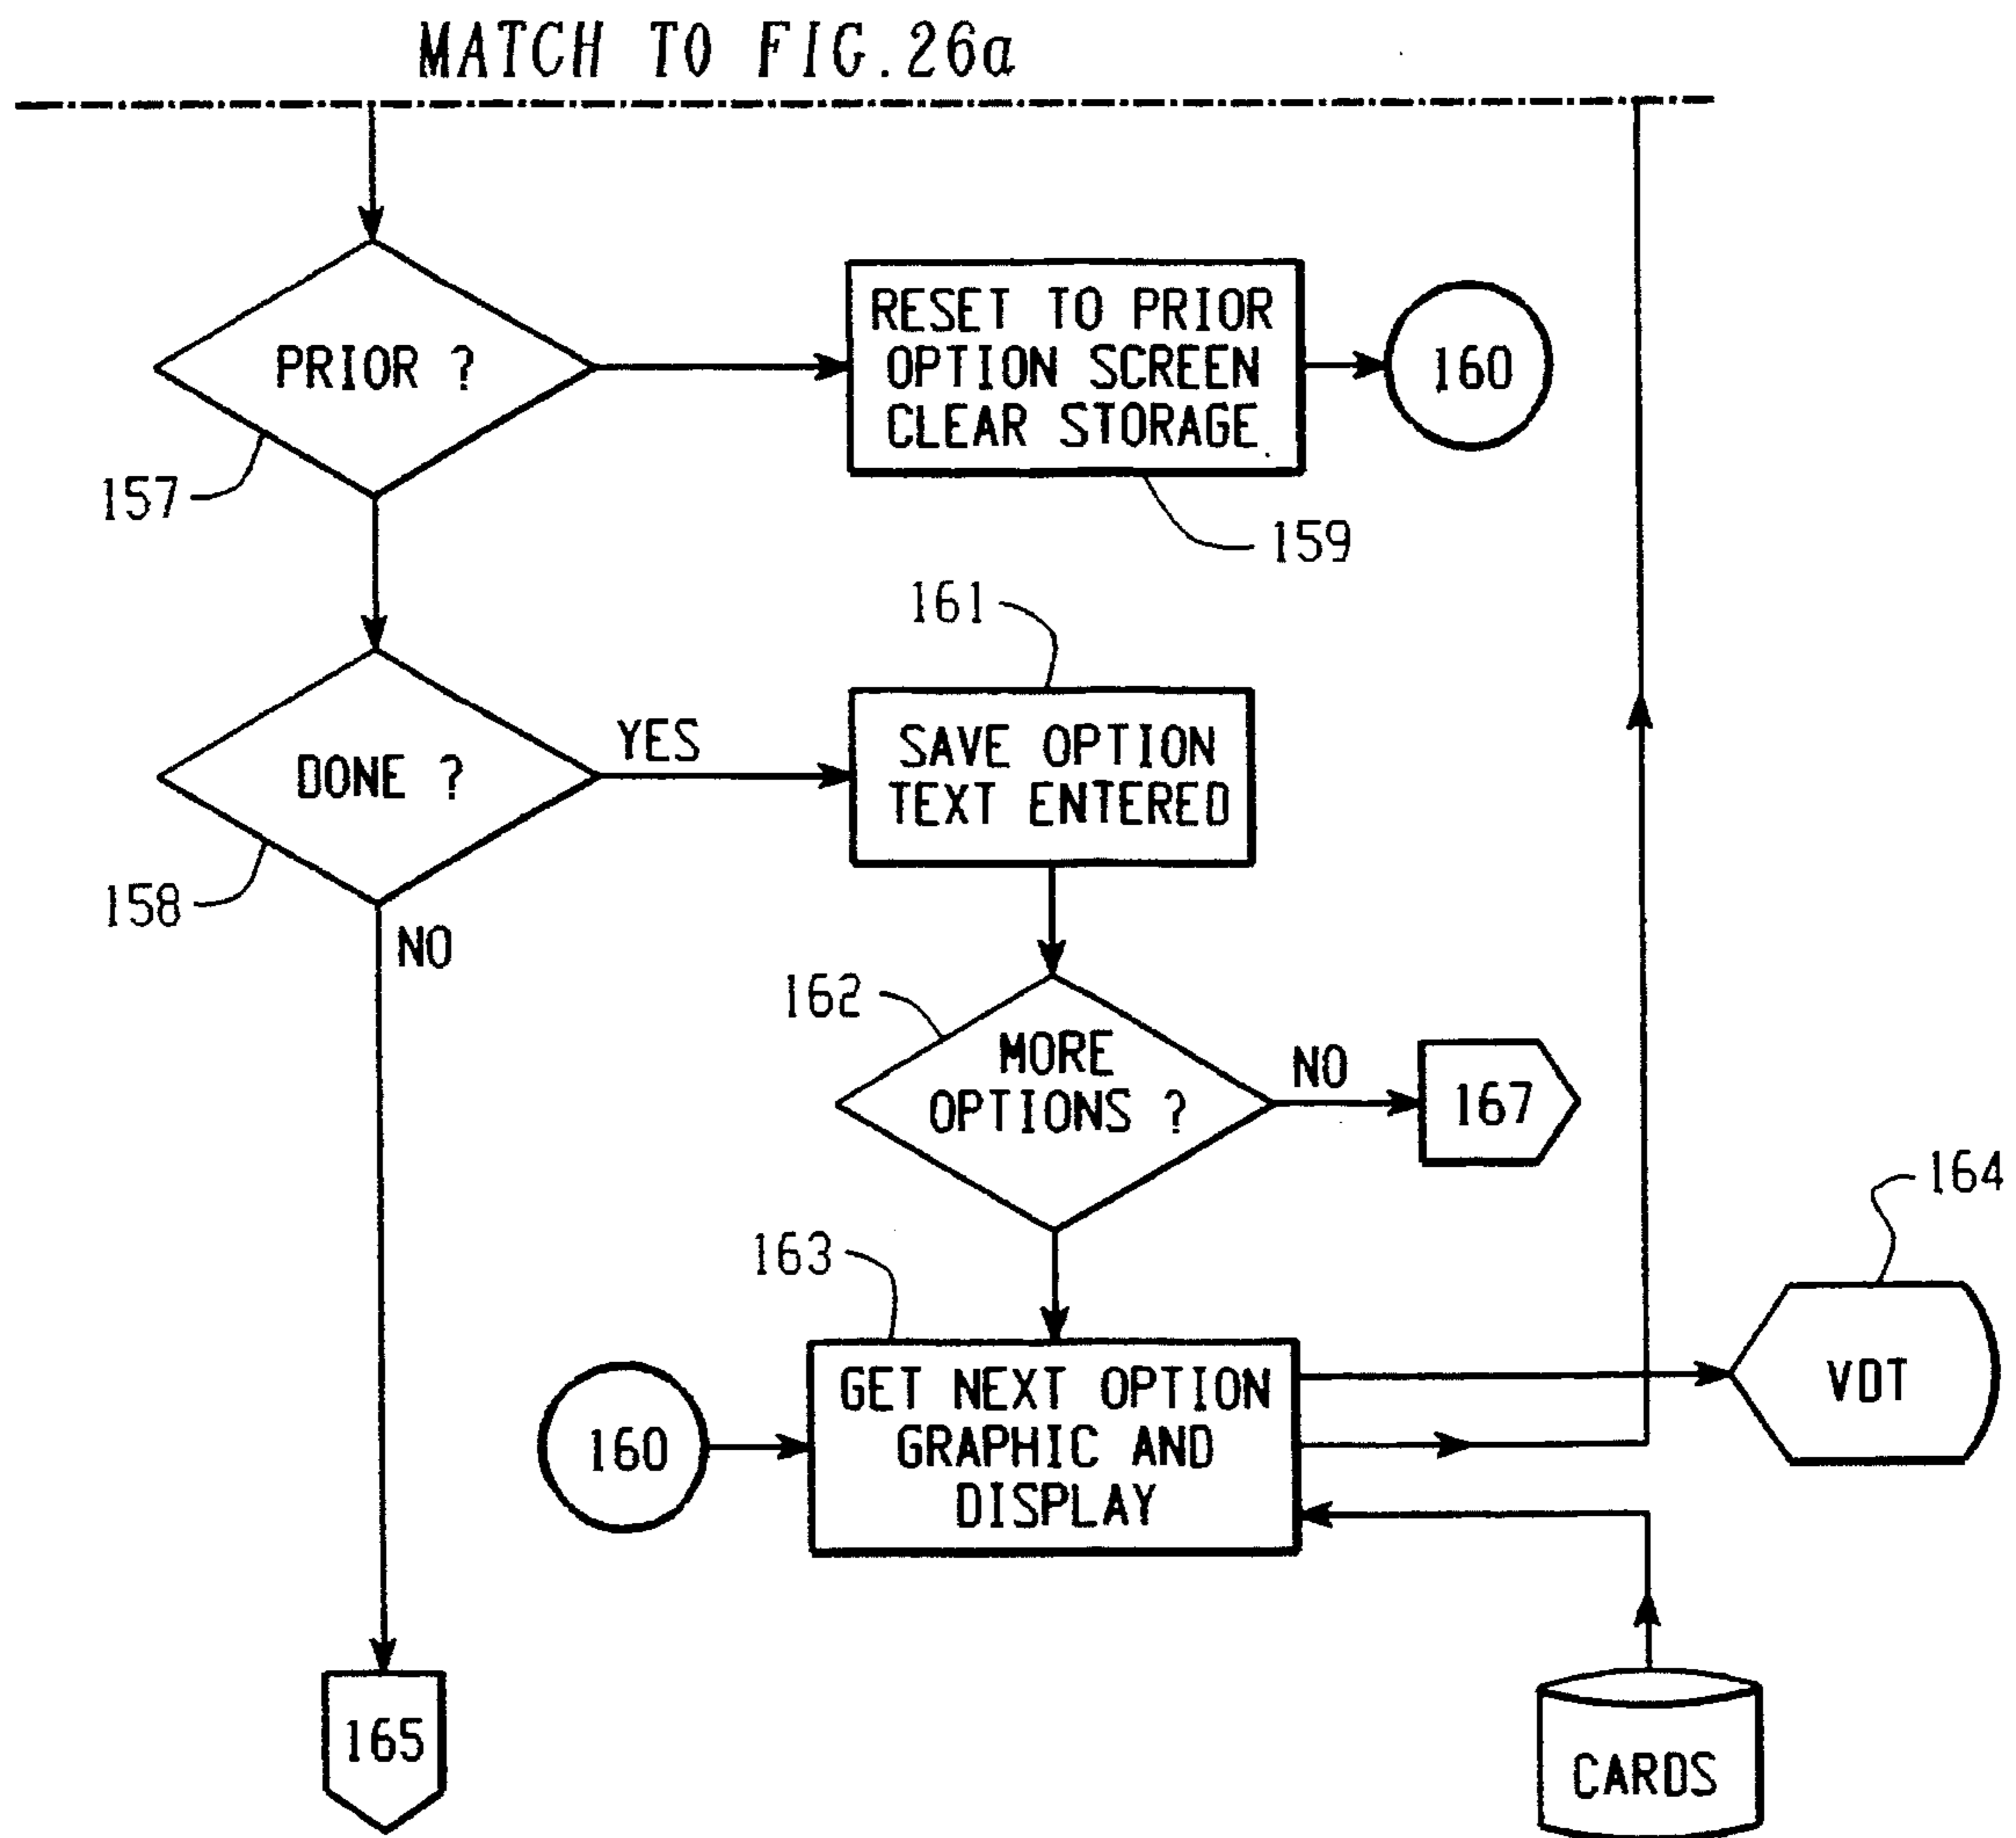 MATCH TO FIG.26a
PRIOR ?
RESET TO PRIOR
OPTION SCREEN
CLEAR STORAGE
160
157
159
161
DONE ?
YES
SAVE OPTION
TEXT ENTERED
158
NO
162
MORE
OPTIONS ?
NO
167
164
163
GET NEXT OPTION
GRAPHIC AND
DISPLAY
VDT
160
165
CARDS